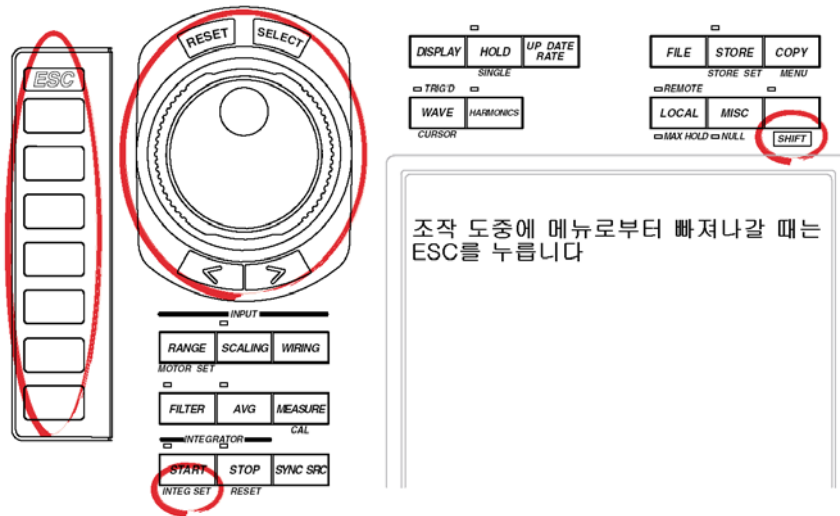 ESC
RESET
SELECT
INPUT
RANGE SCALING WIRING
MOTOR SET
FILTER AVG MEASURE
CAL
INTEGRATOR
START STOP SYNC SRC
INTEG SET RESET
DISPLAY HOLD UP DATE RATE
SINGLE
TRIG'D
WAVE HARMONICS
CURSOR
FILE STORE COPY
STORE SET MENU
REMOTE
LOCAL MISC
MAX HOLD NULL SHIFT
조작 도중에 메뉴로부터 빠져나갈 때는
ESC를 누릅니다